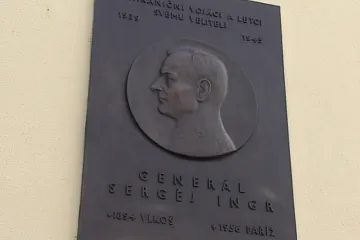 ZAHRANIČNÍ VOJÁCI A LETCI
SVÉMU VELITELI
1939 1945
GENERÁL
SERGEJ INGR
*1894 VLKOŠ +1956 PAŘÍŽ